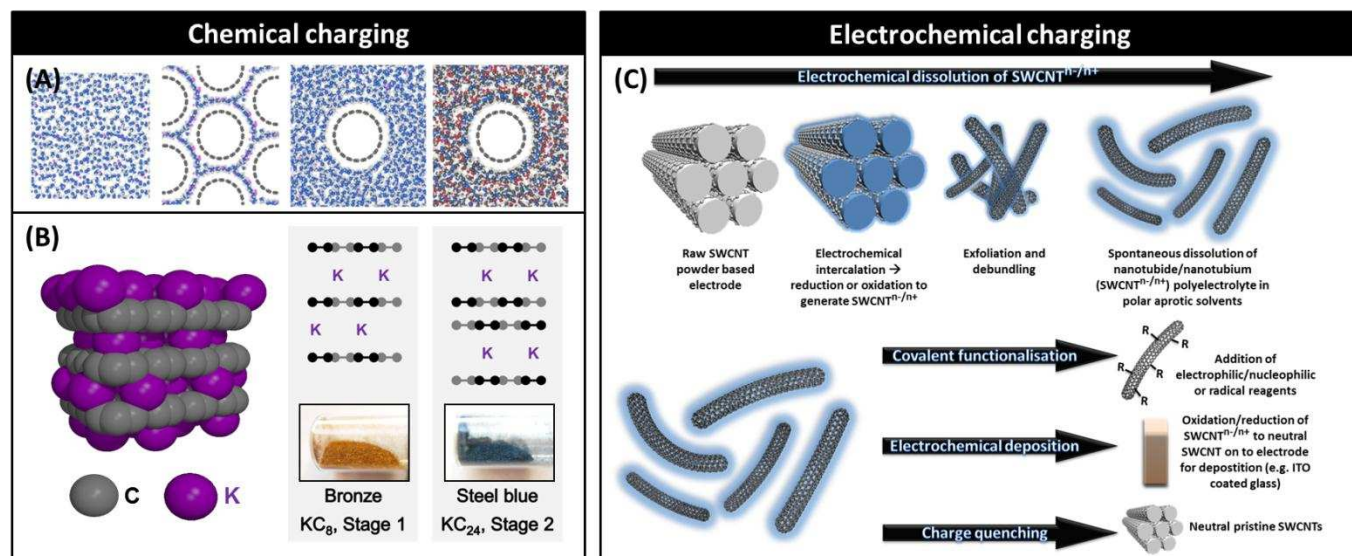 Chemical charging
(A)
(B)
K K
K K
K K
K K
C
K
Bronze
KC₈, Stage 1
Steel blue
KC₂₄, Stage 2
Electrochemical charging
(C)
Electrochemical dissolution of SWCNTⁿ⁻/ⁿ⁺
Raw SWCNT
powder based
electrode
Electrochemical
intercalation →
reduction or oxidation to
generate SWCNTⁿ⁻/ⁿ⁺
Exfoliation and
debundling
Spontaneous dissolution of
nanotubide/nanotubium
(SWCNTⁿ⁻/ⁿ⁺) polyelectrolyte in
polar aprotic solvents
Covalent functionalisation
R
R
R
R
R
R
Addition of
electrophilic/nucleophilic
or radical reagents
Electrochemical deposition
Oxidation/reduction of
SWCNTⁿ⁻/ⁿ⁺ to neutral
SWCNT on to electrode
for depostition (e.g. ITO
coated glass)
Charge quenching
Neutral pristine SWCNTs